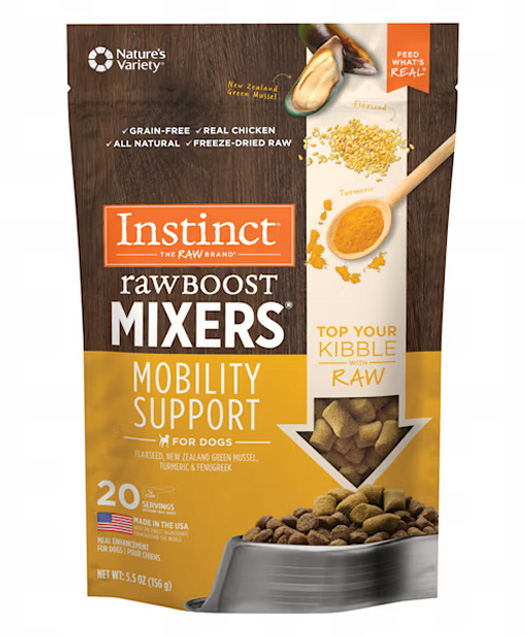 Nature's
Variety®
FEED
WHAT'S
REAL®
New Zealand
Green Mussel
Flaxseed
✓GRAIN-FREE ✓REAL CHICKEN
✓ALL NATURAL ✓FREEZE-DRIED RAW
Turmeric
Instinct®
THE RAW BRAND®
raw BOOST
MIXERS®
TOP YOUR
KIBBLE
WITH
RAW
MOBILITY
SUPPORT
FOR DOGS
FLAXSEED, NEW ZEALAND GREEN MUSSEL,
TURMERIC & FENUGREEK
20 SERVINGS
MADE IN THE USA
MEAL ENHANCEMENT
FOR DOGS | POUR CHIENS
NET WT: 5.5 OZ (156 g)